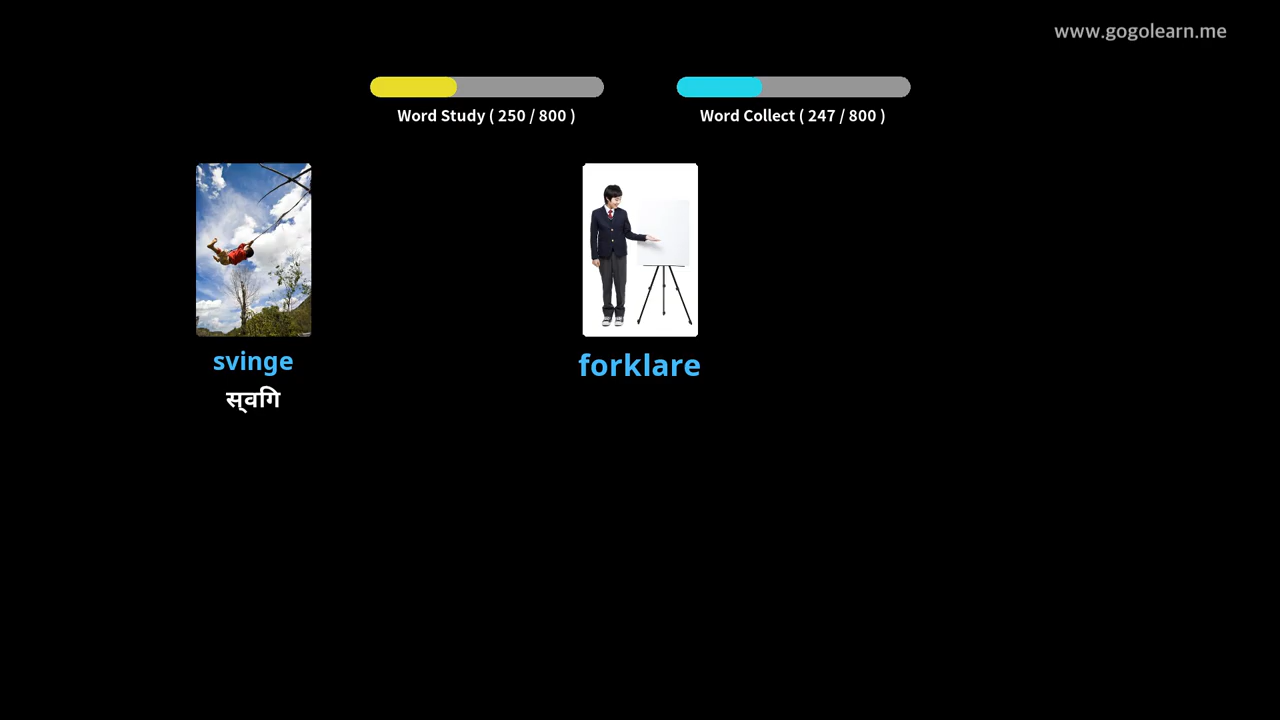 www.gogolearn.me
Word Study ( 250 / 800 )
Word Collect ( 247 / 800 )
svinge
स्‌वगि
forklare